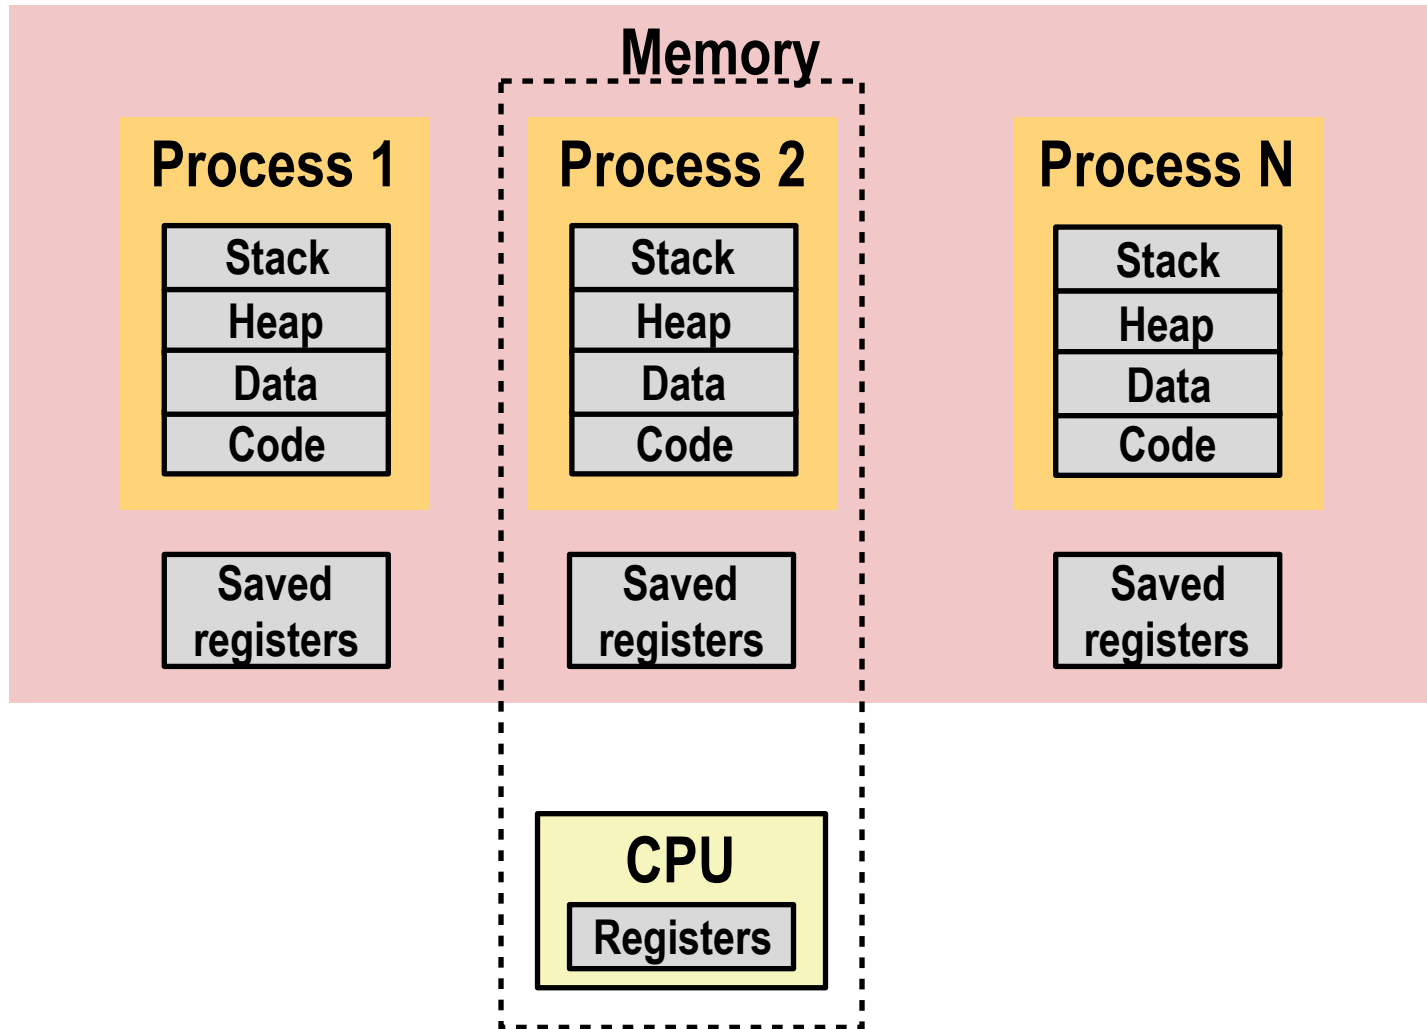 Memory
Process 1
Stack
Heap
Data
Code
Saved
registers
Process 2
Stack
Heap
Data
Code
Saved
registers
Process N
Stack
Heap
Data
Code
Saved
registers
CPU
Registers